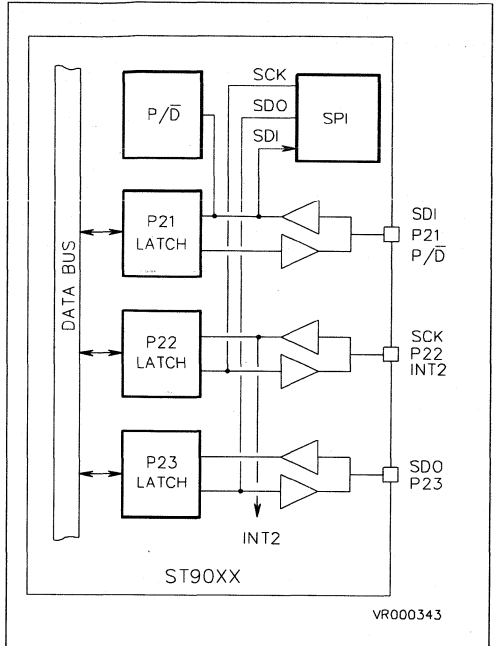 SCK
P/D̅
SDO
SPI
SDI
P21
LATCH
SDI
P21
P/D̅
DATA BUS
P22
LATCH
SCK
P22
INT2
P23
LATCH
SDO
P23
INT2
ST90XX
VR000343